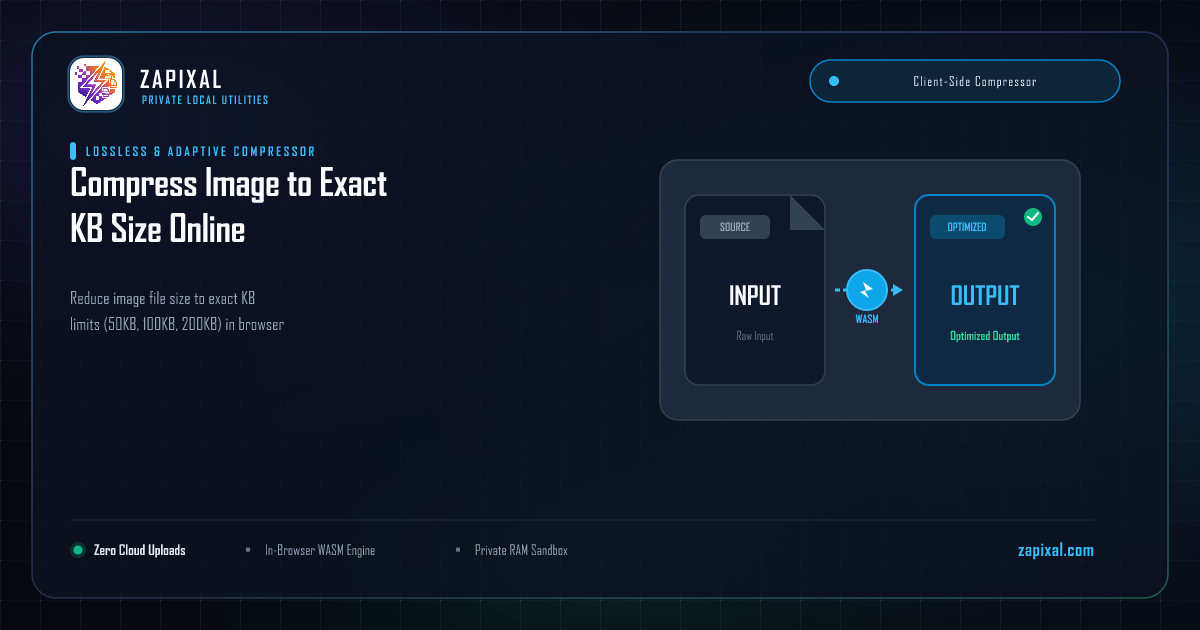 ZAPIXAL
PRIVATE LOCAL UTILITIES
Client-Side Compressor
LOSSLESS & ADAPTIVE COMPRESSOR
Compress Image to Exact
KB Size Online
Reduce image file size to exact KB
limits (50KB, 100KB, 200KB) in browser
SOURCE
INPUT
Raw Input
WASM
OPTIMIZED
OUTPUT
Optimized Output
Zero Cloud Uploads
In-Browser WASM Engine
Private RAM Sandbox
zapixal.com